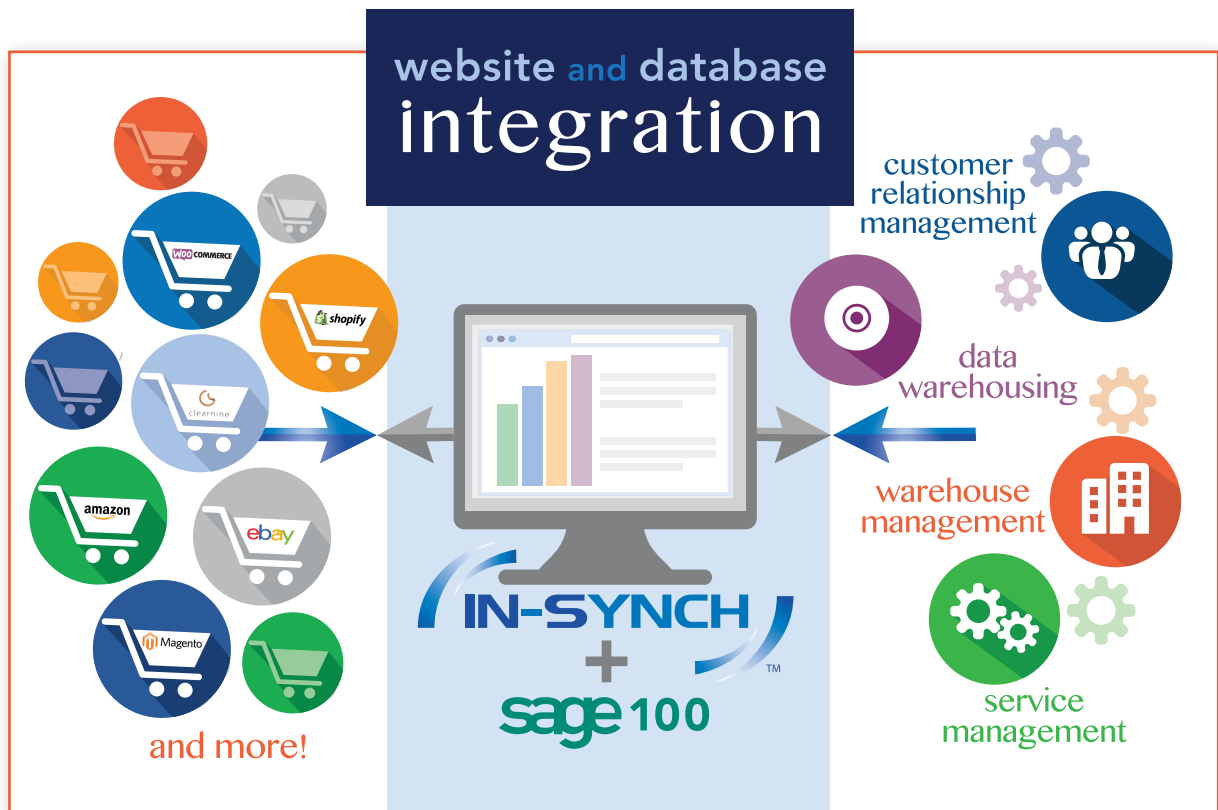 website and database
integration
WOO COMMERCE
shopify
clearnine
amazon
ebay
Magento
and more!
IN-SYNCH
TM
+
sage 100
customer
relationship
management
data
warehousing
warehouse
management
service
management